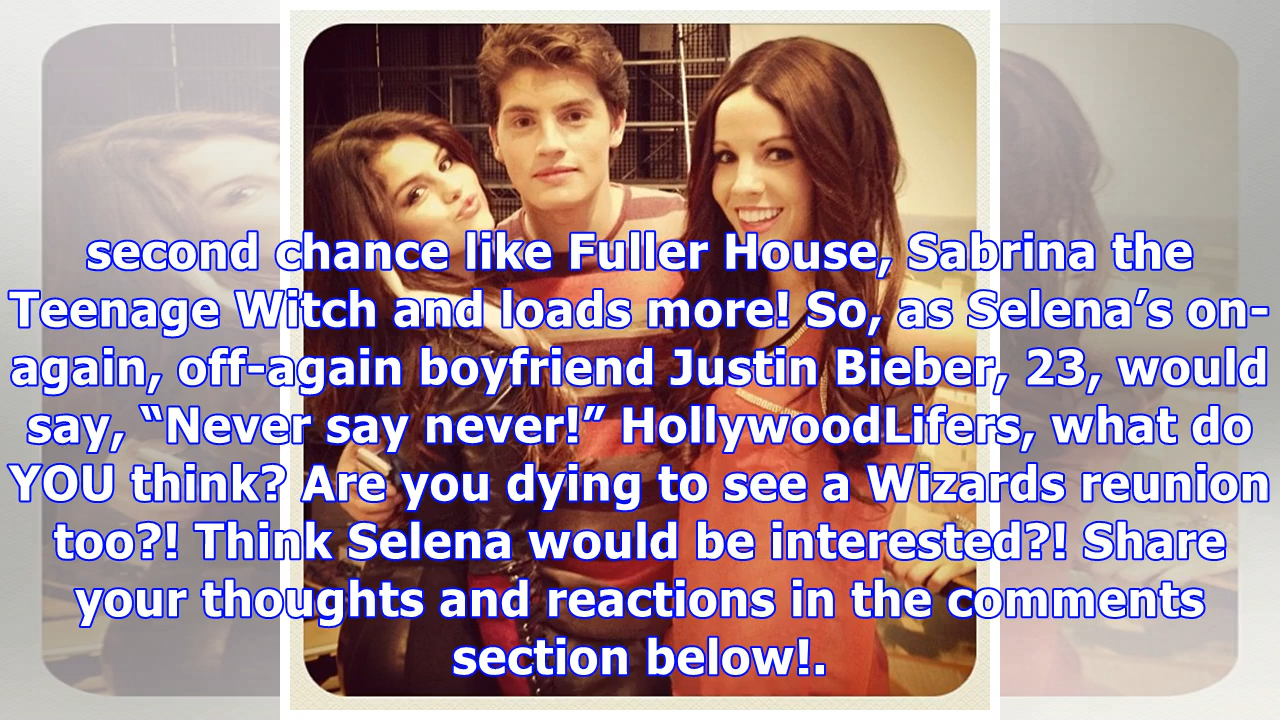 second chance like Fuller House, Sabrina the
Teenage Witch and loads more! So, as Selena’s on-
again, off-again boyfriend Justin Bieber, 23, would
say, “Never say never!” HollywoodLifers, what do
YOU think? Are you dying to see a Wizards reunion
too?! Think Selena would be interested?! Share
your thoughts and reactions in the comments
section below!.